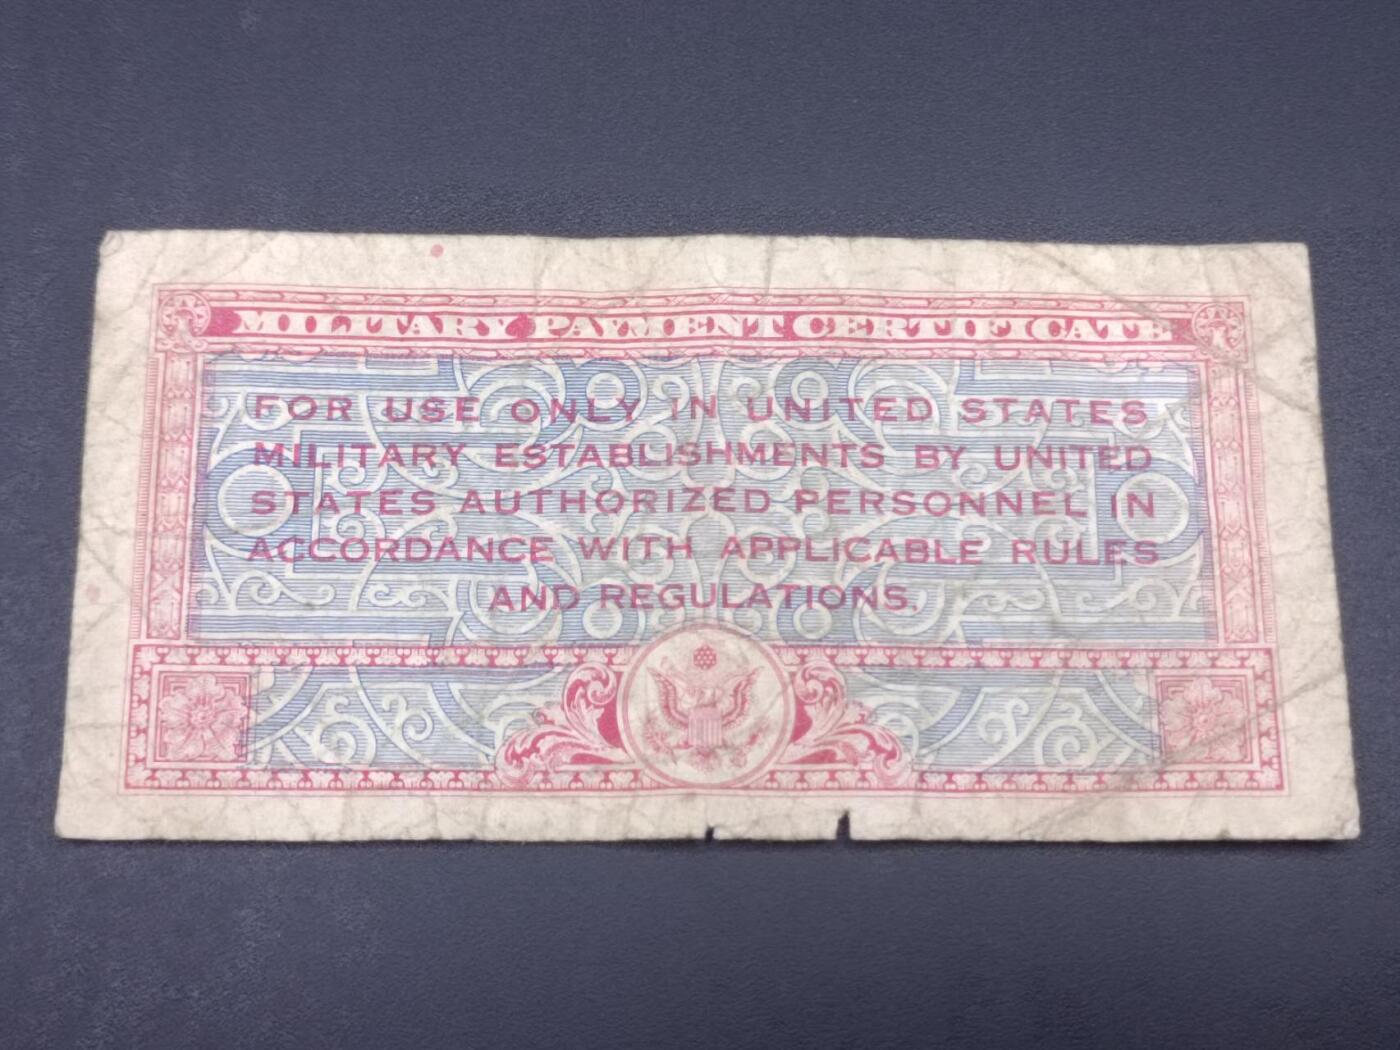 MILITARY PAYMENT CERTIFICATE
FOR USE ONLY IN UNITED STATES
MILITARY ESTABLISHMENTS BY UNITED
STATES AUTHORIZED PERSONNEL IN
ACCORDANCE WITH APPLICABLE RULES
AND REGULATIONS.